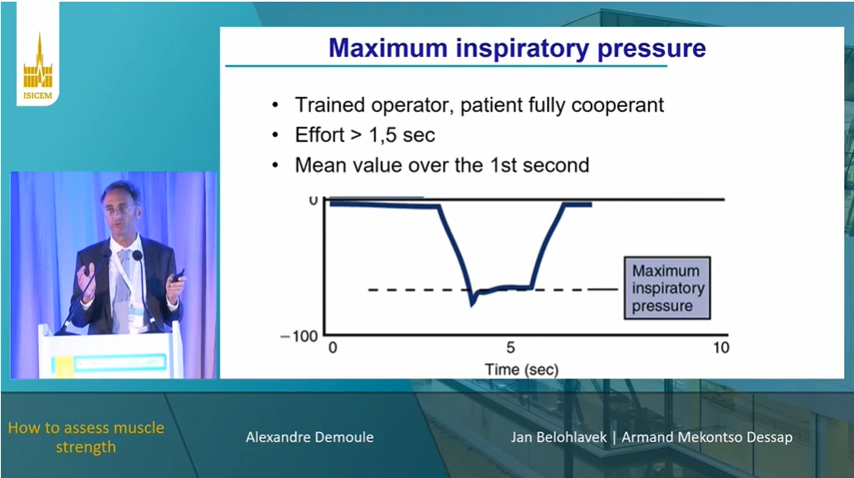 ISICEM
Maximum inspiratory pressure
• Trained operator, patient fully cooperant
• Effort > 1,5 sec
• Mean value over the 1st second
0
Maximum
inspiratory
pressure
−100
0
5
10
Time (sec)
How to assess muscle
strength
Alexandre Demoule
Jan Belohlavek | Armand Mekontso Dessap